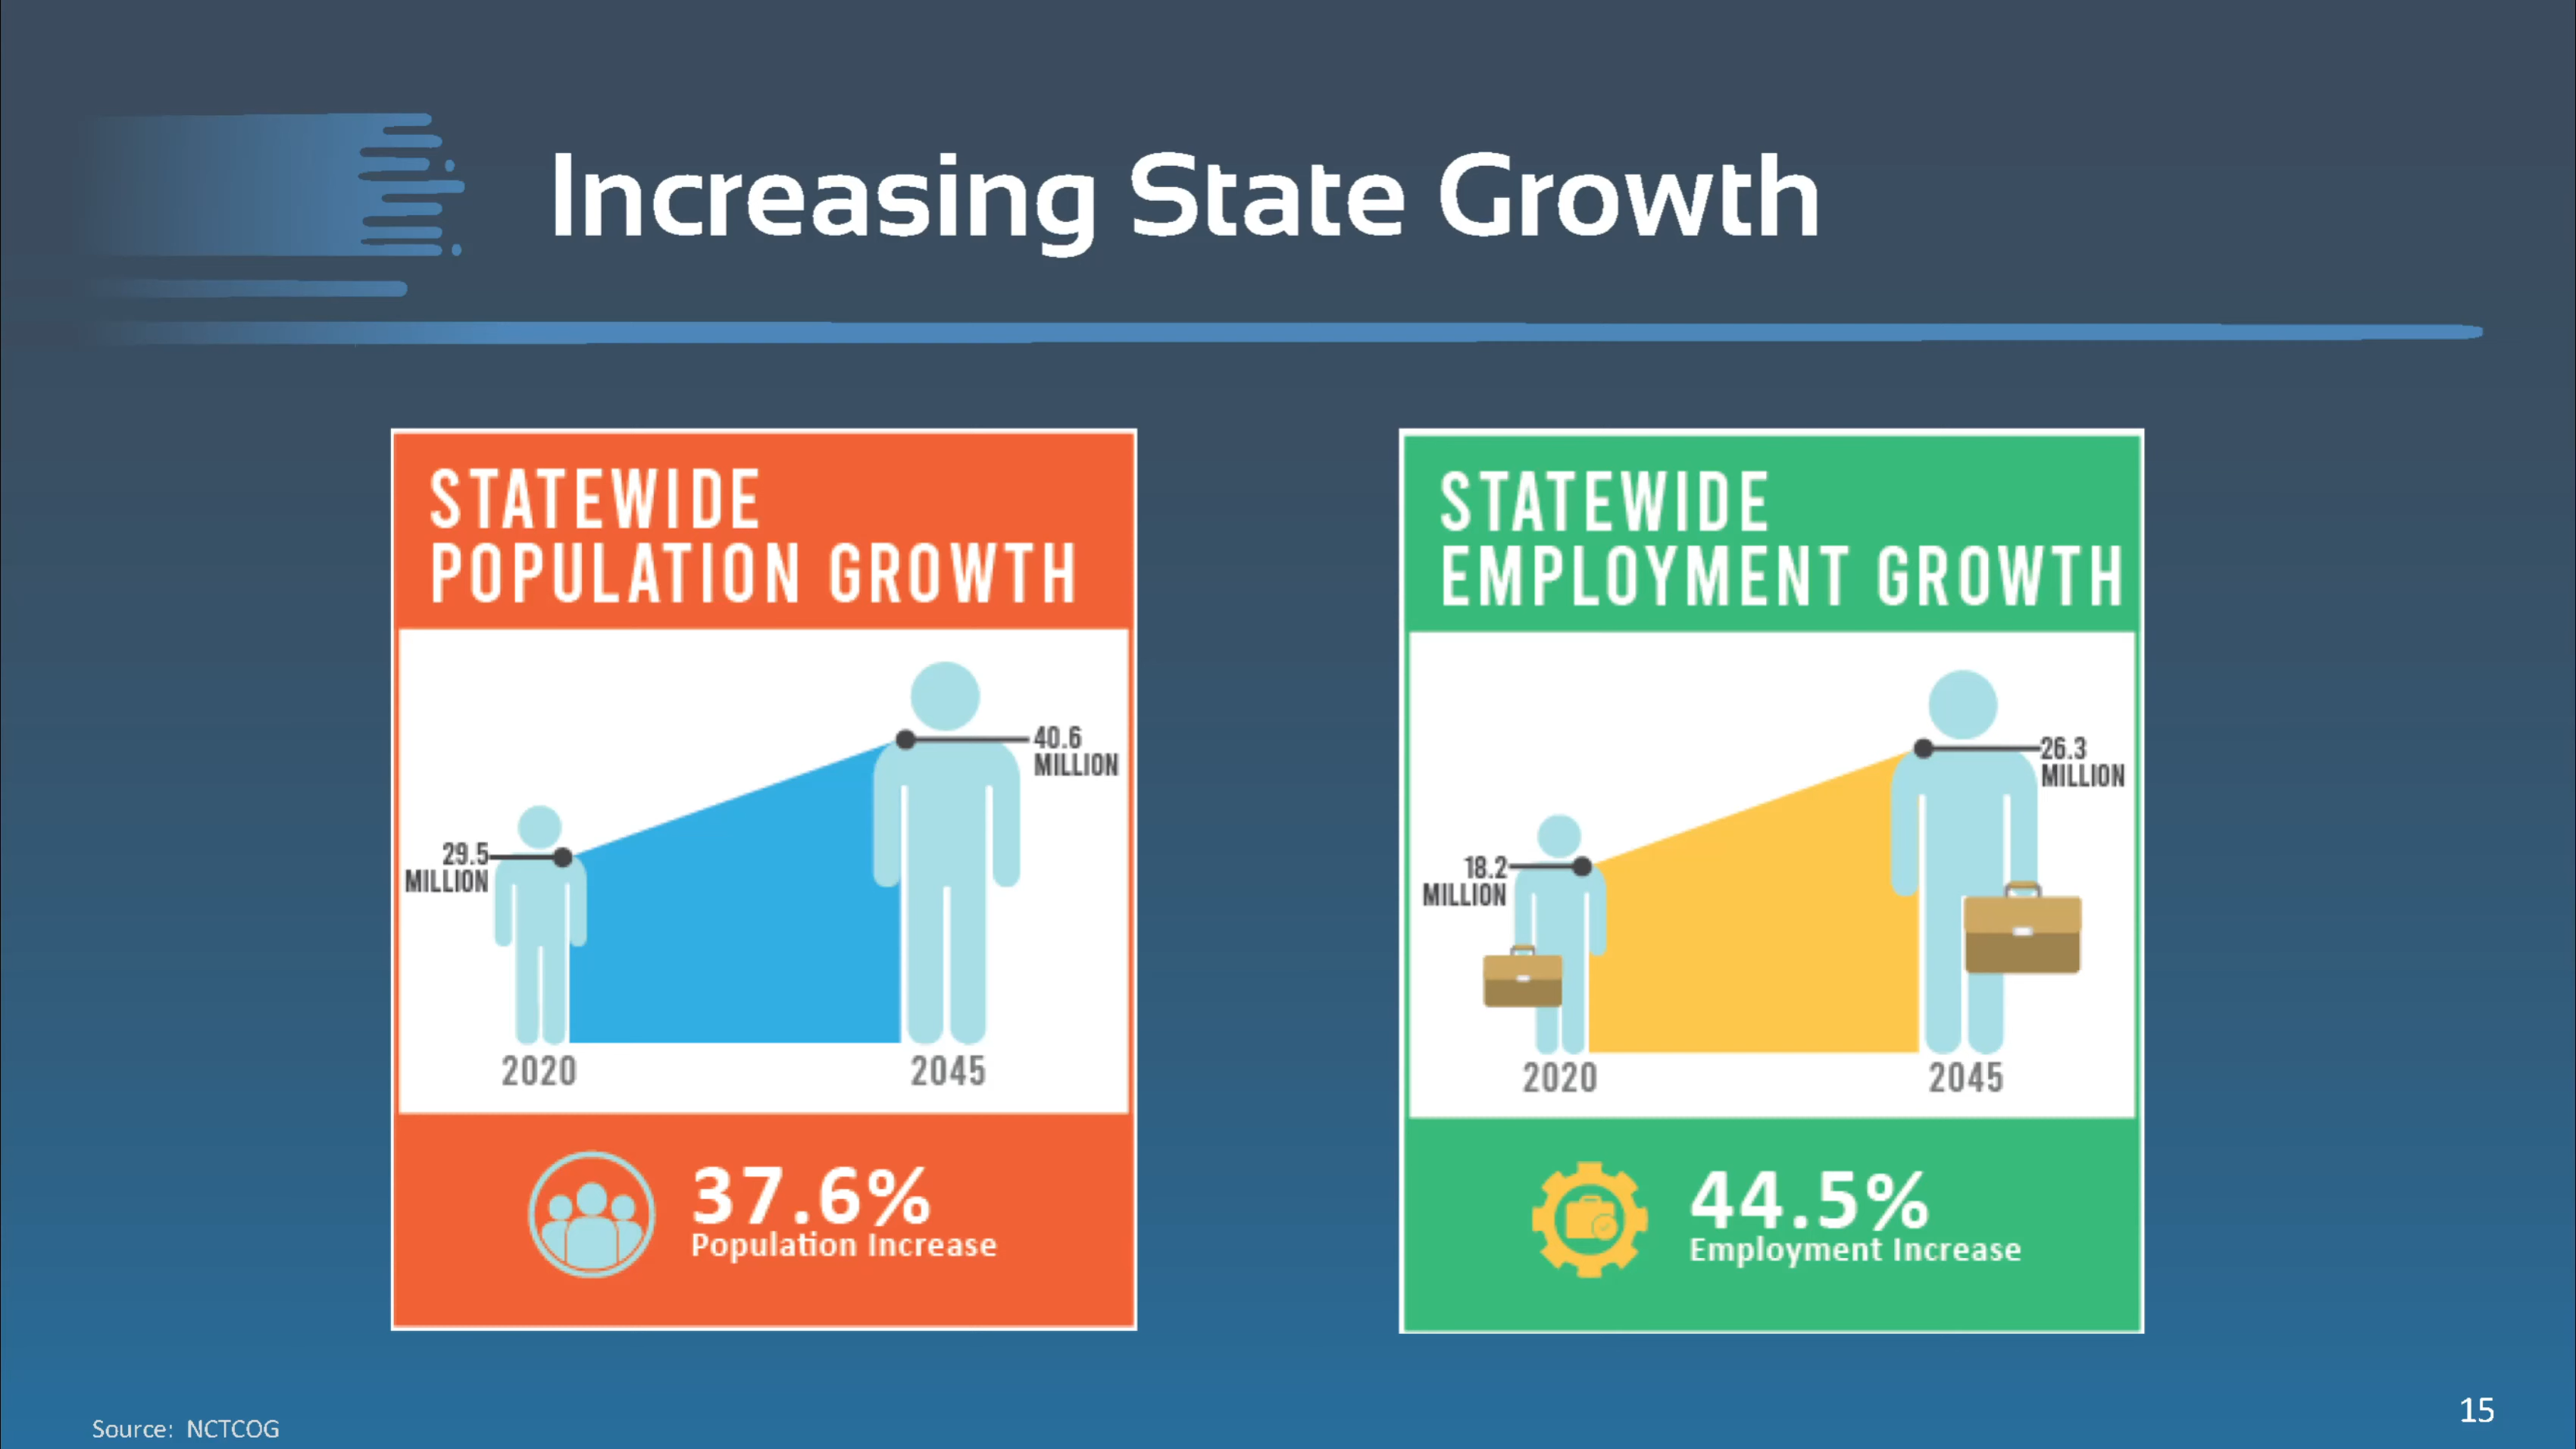 Increasing State Growth
STATEWIDE
POPULATION GROWTH
40.6
MILLION
29.5
MILLION
2020
2045
37.6%
Population Increase
STATEWIDE
EMPLOYMENT GROWTH
26.3
MILLION
18.2
MILLION
2020
2045
44.5%
Employment Increase
Source: NCTCOG
15